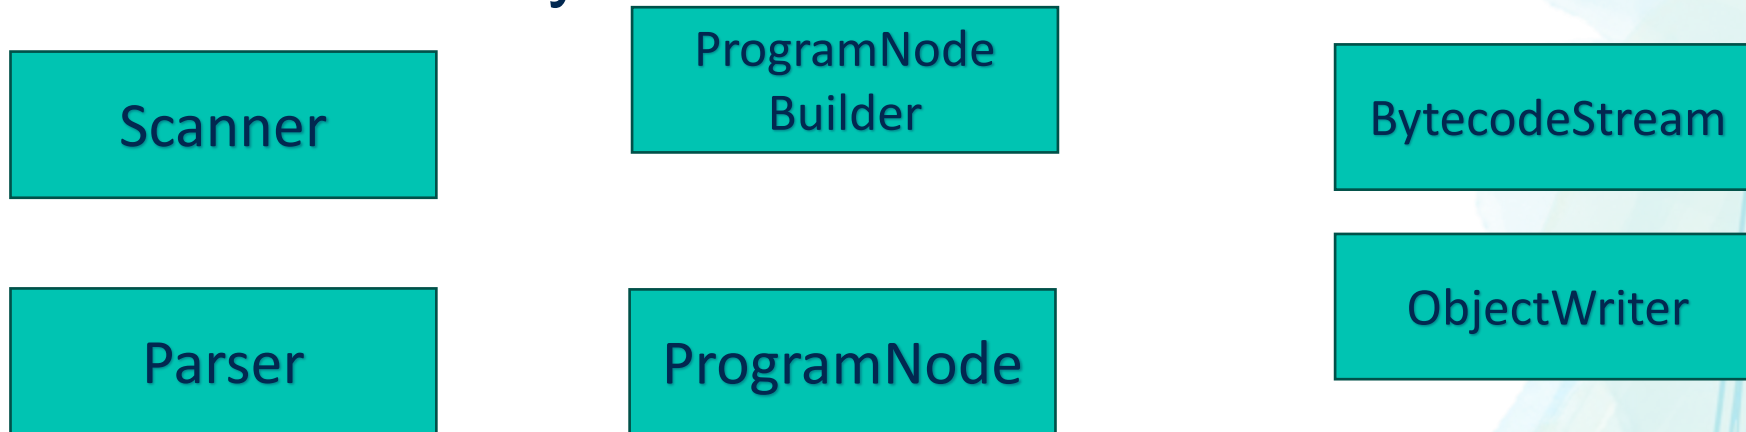 Scanner
ProgramNode
Builder
BytecodeStream
ObjectWriter
Parser
ProgramNode